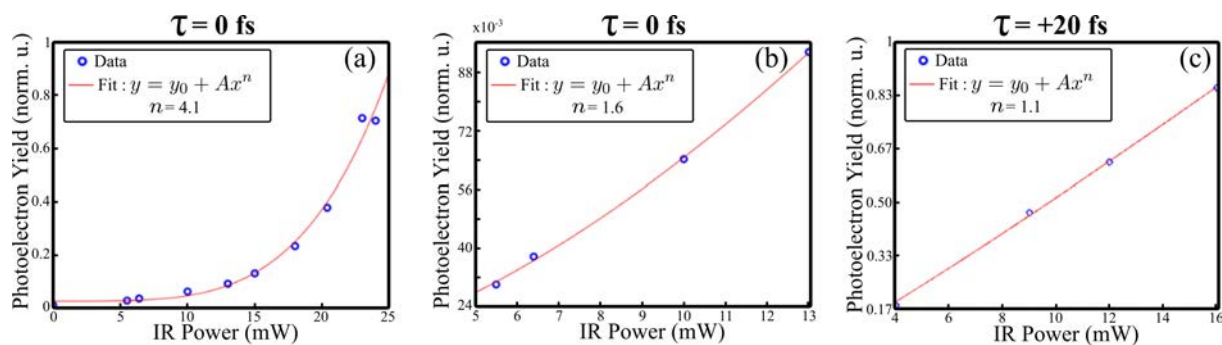 τ = 0 fs
(a)
Data
Fit : y = y₀ + Axⁿ
n = 4.1
Photoelectron Yield (norm. u.)
1
0.8
0.6
0.4
0.2
0
0 5 10 15 20 25
IR Power (mW)
τ = 0 fs
x10⁻³
(b)
Data
Fit : y = y₀ + Axⁿ
n = 1.6
Photoelectron Yield (norm. u.)
88
72
56
40
24
5 6 7 8 9 10 11 12 13
IR Power (mW)
τ = +20 fs
(c)
Data
Fit : y = y₀ + Axⁿ
n = 1.1
Photoelectron Yield (norm. u.)
1
0.83
0.67
0.50
0.33
0.17
4 6 8 10 12 14 16
IR Power (mW)